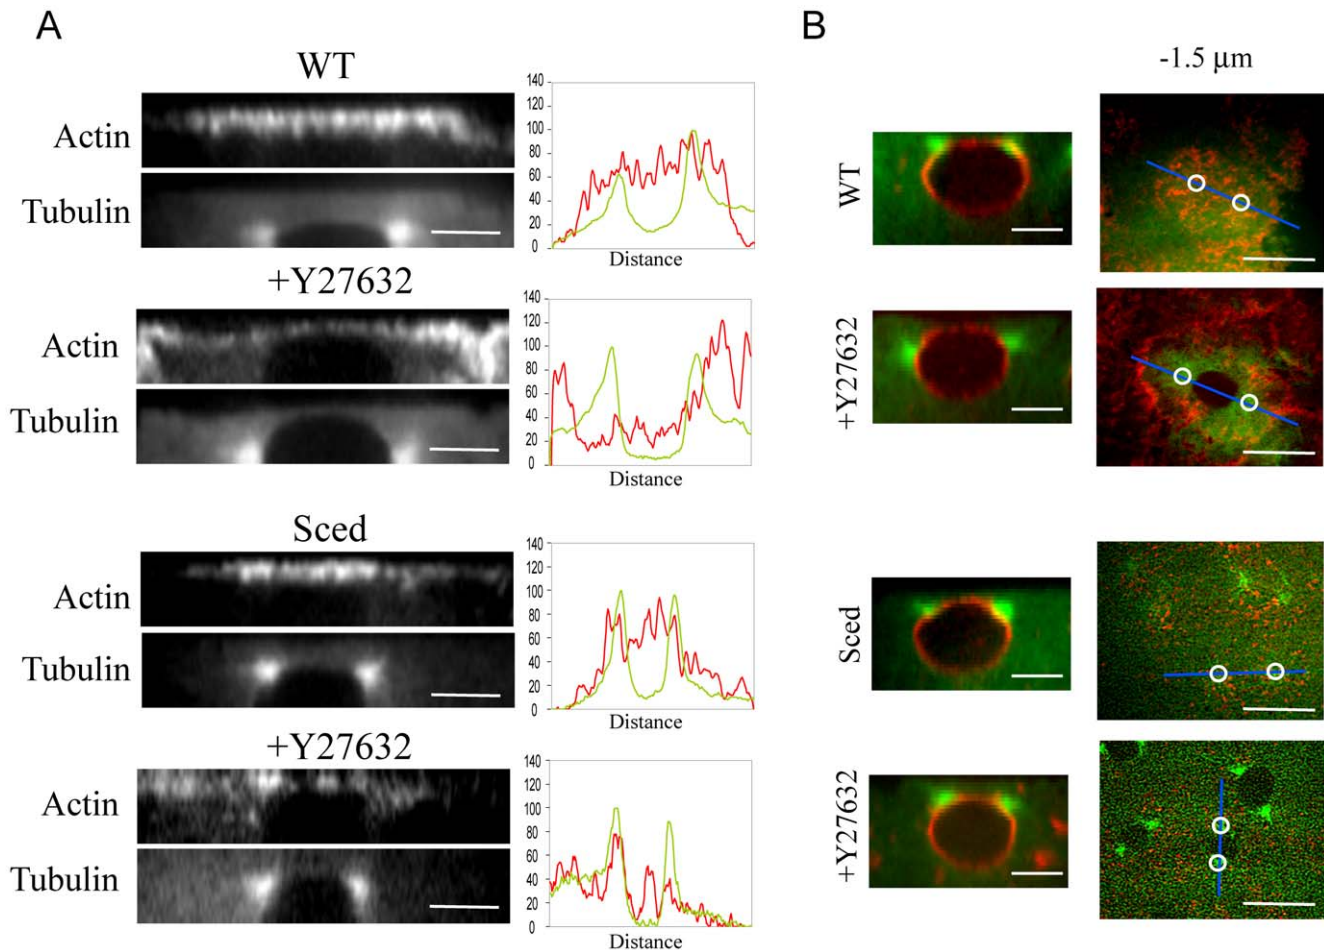 A
B
WT
-1.5 µm
Actin
Tubulin
140
120
100
80
60
40
20
0
Distance
WT
+Y27632
Actin
Tubulin
140
120
100
80
60
40
20
0
Distance
+Y27632
Sced
Actin
Tubulin
140
120
100
80
60
40
20
0
Distance
Sced
+Y27632
Actin
Tubulin
140
120
100
80
60
40
20
0
Distance
+Y27632